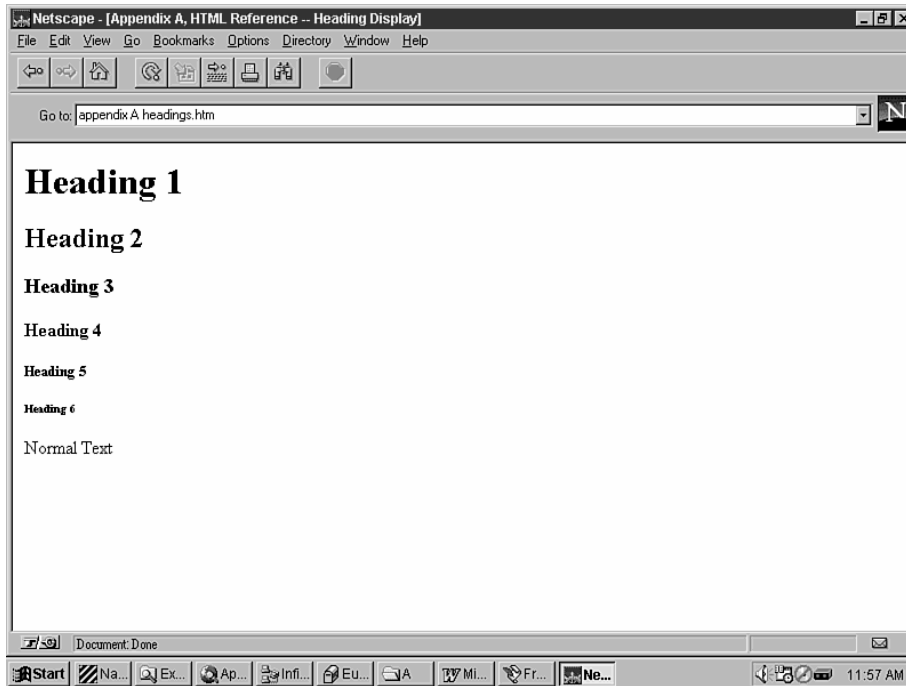 Netscape - [Appendix A, HTML Reference -- Heading Display]
File Edit View Go Bookmarks Options Directory Window Help
Go to: appendix A headings.htm
N
Heading 1
Heading 2
Heading 3
Heading 4
Heading 5
Heading 6
Normal Text
Document: Done
Start Na... Ex... Ap... Infi... Eu... A Mi... Fr... Ne... 11:57 AM